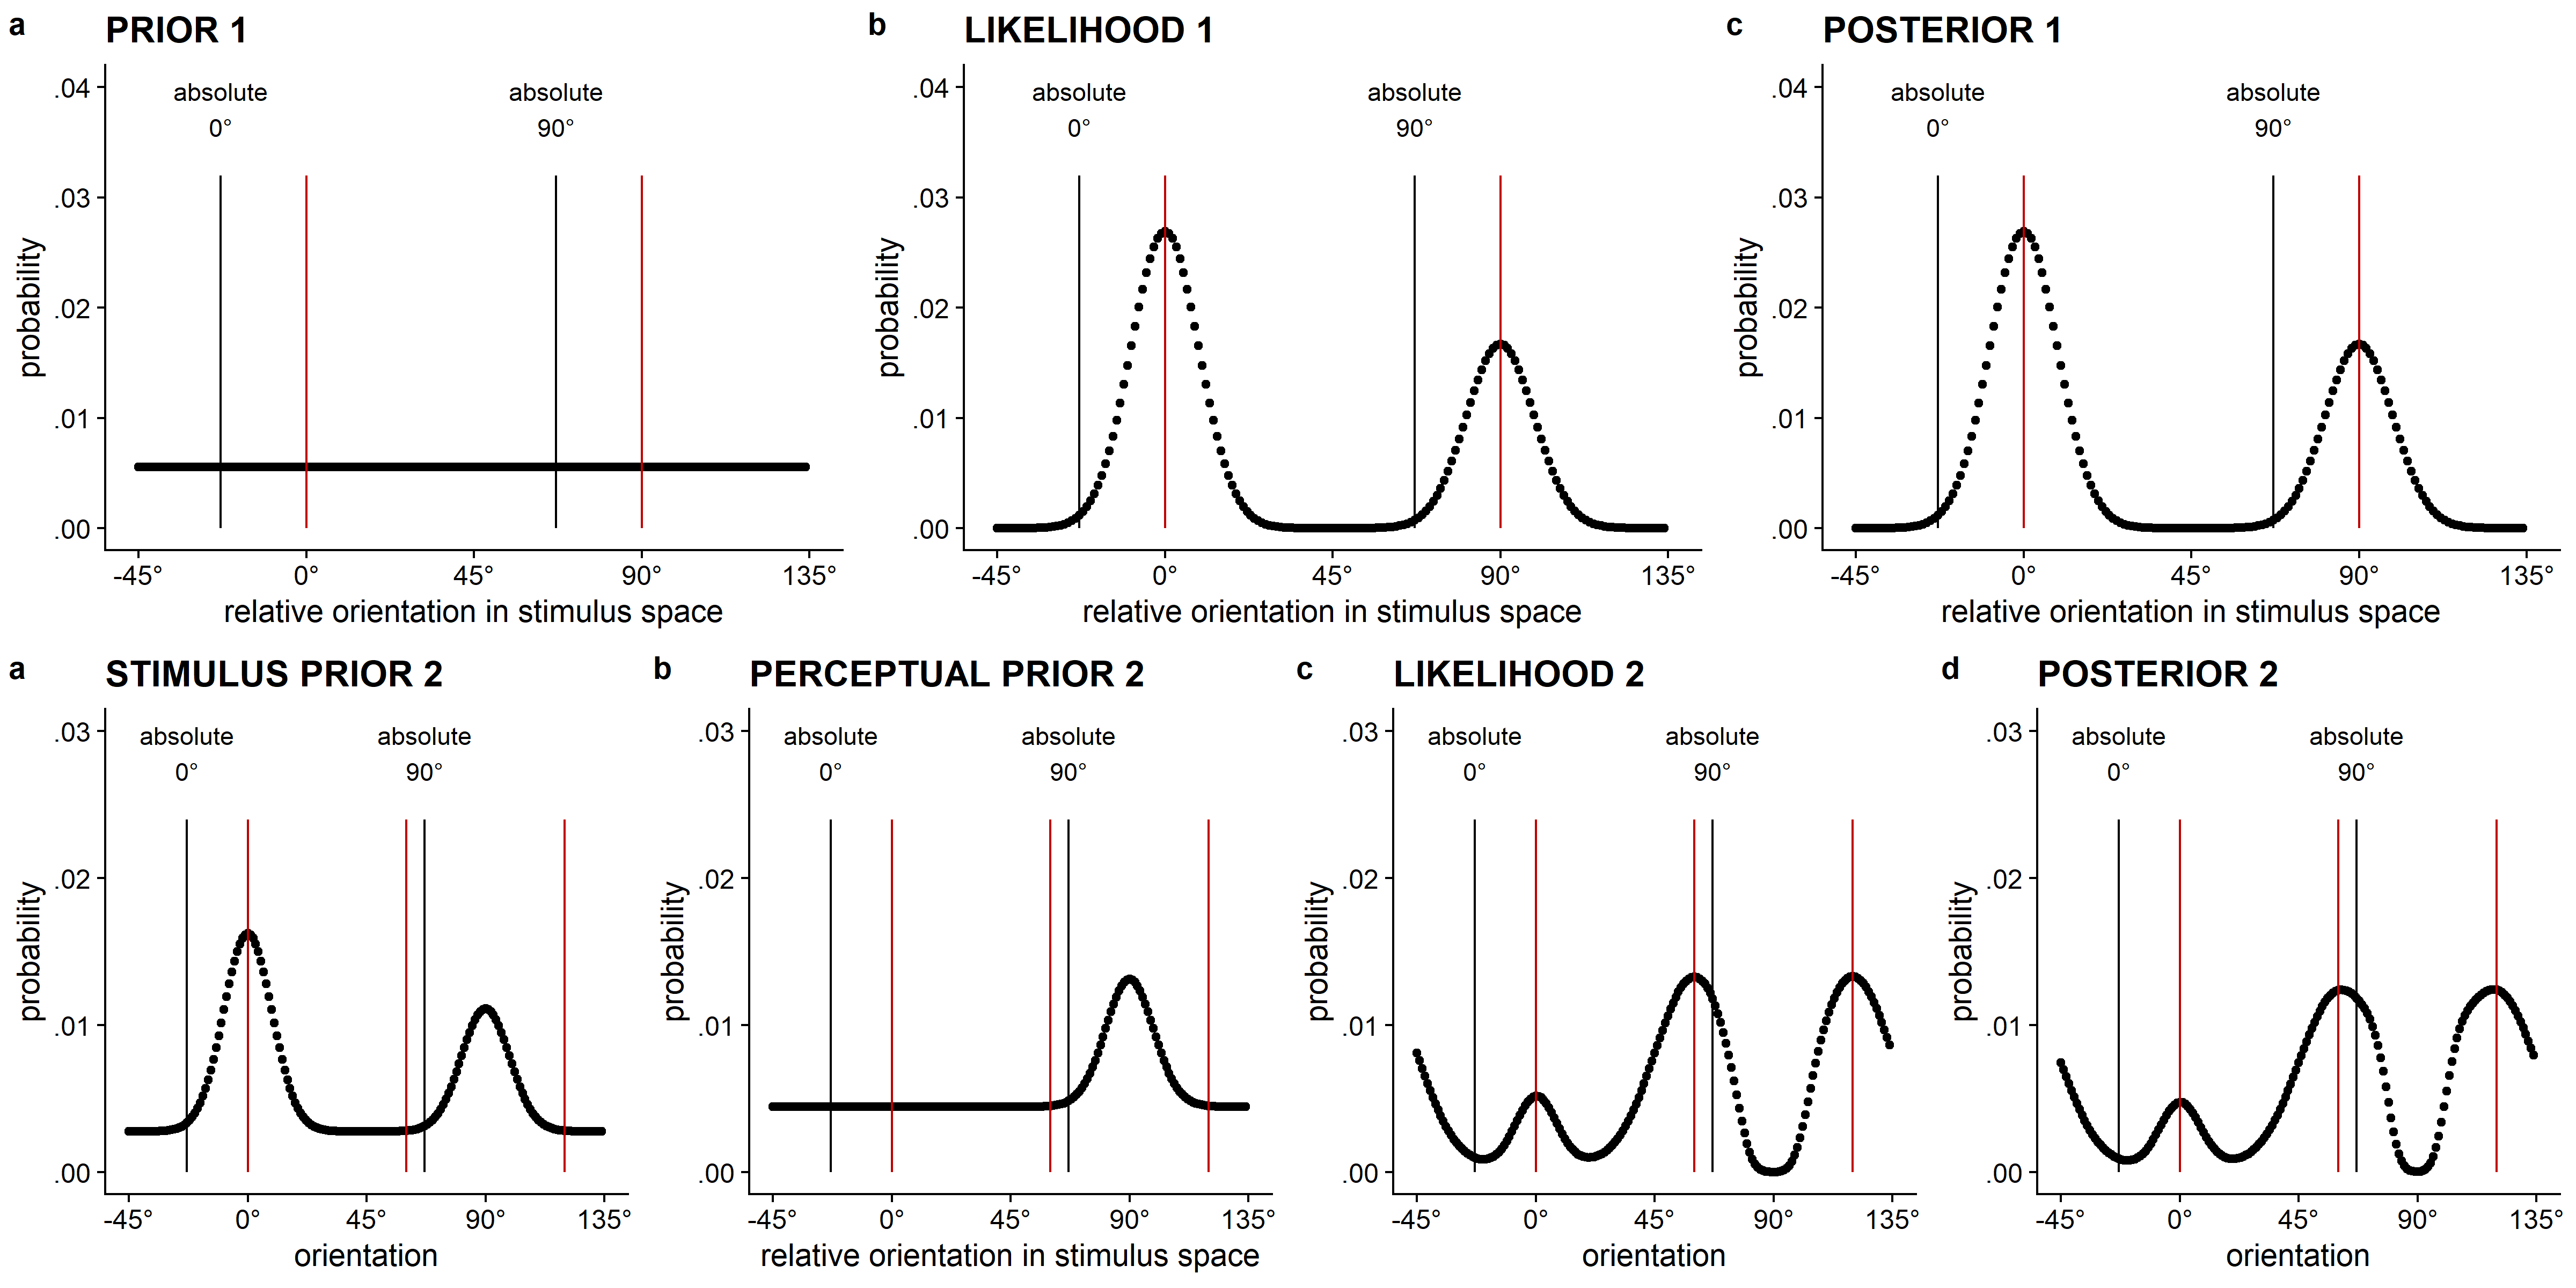 a PRIOR 1
.04
.03
.02
.01
.00
absolute
0°
absolute
90°
probability
-45° 0° 45° 90° 135°
relative orientation in stimulus space
b LIKELIHOOD 1
.04
.03
.02
.01
.00
absolute
0°
absolute
90°
probability
-45° 0° 45° 90° 135°
relative orientation in stimulus space
c POSTERIOR 1
.04
.03
.02
.01
.00
absolute
0°
absolute
90°
probability
-45° 0° 45° 90° 135°
relative orientation in stimulus space
a STIMULUS PRIOR 2
.03
.02
.01
.00
absolute
0°
absolute
90°
probability
-45° 0° 45° 90° 135°
orientation
b PERCEPTUAL PRIOR 2
.03
.02
.01
.00
absolute
0°
absolute
90°
probability
-45° 0° 45° 90° 135°
relative orientation in stimulus space
c LIKELIHOOD 2
.03
.02
.01
.00
absolute
0°
absolute
90°
probability
-45° 0° 45° 90° 135°
orientation
d POSTERIOR 2
.03
.02
.01
.00
absolute
0°
absolute
90°
probability
-45° 0° 45° 90° 135°
orientation